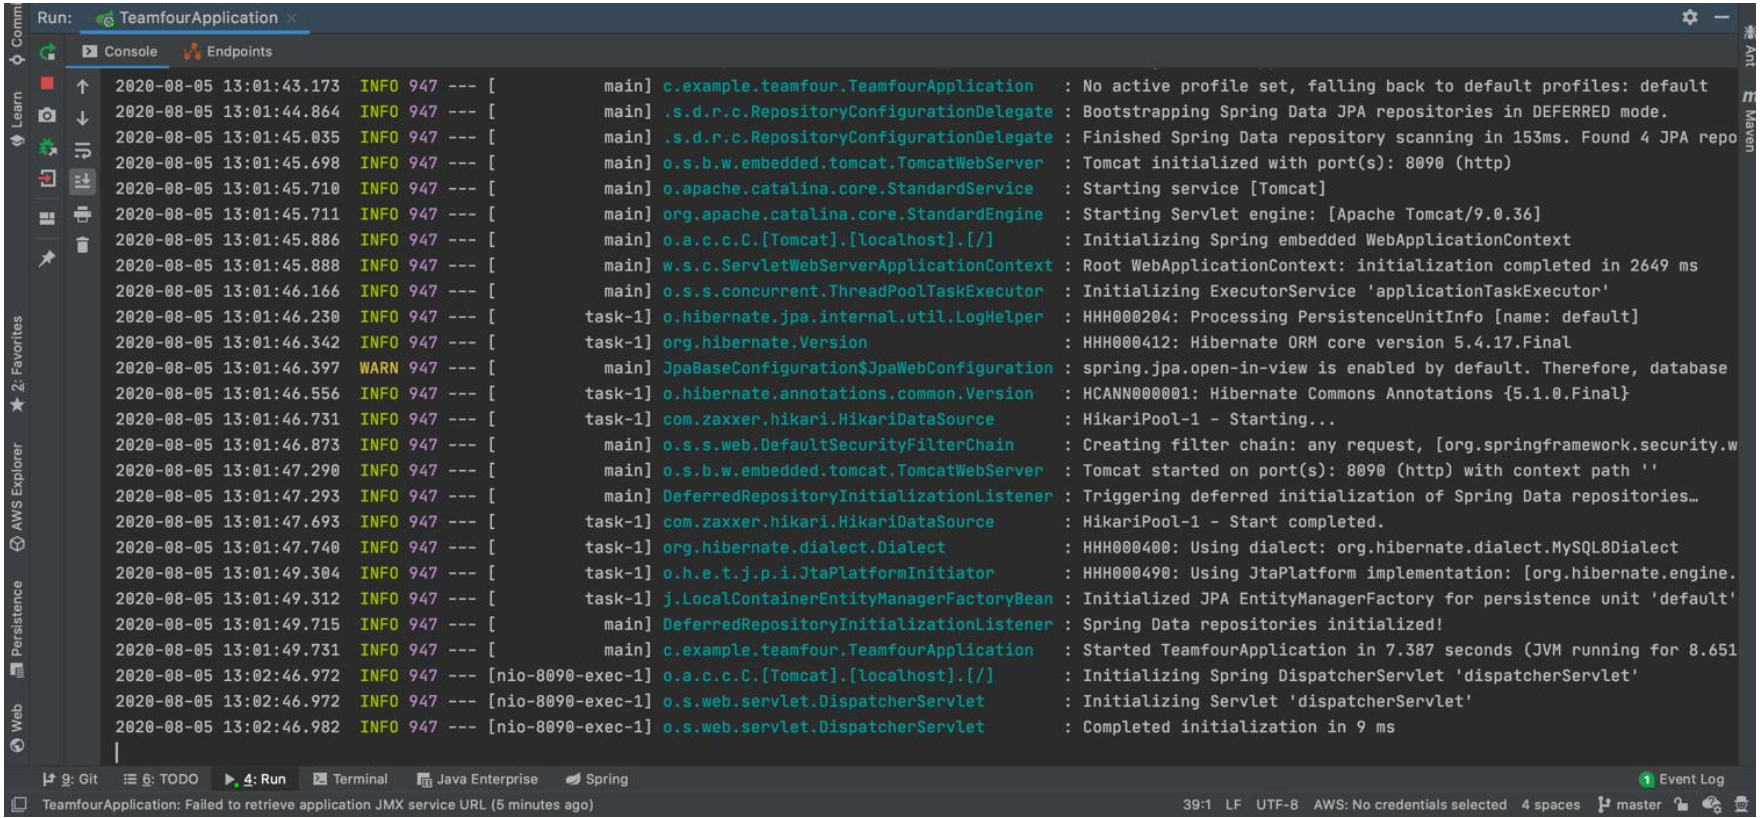 Run: TeamfourApplication
Console Endpoints
2020-08-05 13:01:43.173 INFO 947 --- [ main] c.example.teamfour.TeamfourApplication : No active profile set, falling back to default profiles: default
2020-08-05 13:01:44.864 INFO 947 --- [ main] .s.d.r.c.RepositoryConfigurationDelegate : Bootstrapping Spring Data JPA repositories in DEFERRED mode.
2020-08-05 13:01:45.035 INFO 947 --- [ main] .s.d.r.c.RepositoryConfigurationDelegate : Finished Spring Data repository scanning in 153ms. Found 4 JPA repo
2020-08-05 13:01:45.698 INFO 947 --- [ main] o.s.b.w.embedded.tomcat.TomcatWebServer : Tomcat initialized with port(s): 8090 (http)
2020-08-05 13:01:45.710 INFO 947 --- [ main] o.apache.catalina.core.StandardService : Starting service [Tomcat]
2020-08-05 13:01:45.711 INFO 947 --- [ main] org.apache.catalina.core.StandardEngine : Starting Servlet engine: [Apache Tomcat/9.0.36]
2020-08-05 13:01:45.886 INFO 947 --- [ main] o.a.c.c.C.[Tomcat].[localhost].[/] : Initializing Spring embedded WebApplicationContext
2020-08-05 13:01:45.888 INFO 947 --- [ main] w.s.c.ServletWebServerApplicationContext : Root WebApplicationContext: initialization completed in 2649 ms
2020-08-05 13:01:46.166 INFO 947 --- [ main] o.s.s.concurrent.ThreadPoolTaskExecutor : Initializing ExecutorService 'applicationTaskExecutor'
2020-08-05 13:01:46.230 INFO 947 --- [ task-1] o.hibernate.jpa.internal.util.LogHelper : HHH000204: Processing PersistenceUnitInfo [name: default]
2020-08-05 13:01:46.342 INFO 947 --- [ task-1] org.hibernate.Version : HHH000412: Hibernate ORM core version 5.4.17.Final
2020-08-05 13:01:46.397 WARN 947 --- [ main] JpaBaseConfiguration$JpaWebConfiguration : spring.jpa.open-in-view is enabled by default. Therefore, database
2020-08-05 13:01:46.556 INFO 947 --- [ task-1] o.hibernate.annotations.common.Version : HCANN000001: Hibernate Commons Annotations {5.1.0.Final}
2020-08-05 13:01:46.731 INFO 947 --- [ task-1] com.zaxxer.hikari.HikariDataSource : HikariPool-1 - Starting...
2020-08-05 13:01:46.873 INFO 947 --- [ main] o.s.s.web.DefaultSecurityFilterChain : Creating filter chain: any request, [org.springframework.security.w
2020-08-05 13:01:47.290 INFO 947 --- [ main] o.s.b.w.embedded.tomcat.TomcatWebServer : Tomcat started on port(s): 8090 (http) with context path ''
2020-08-05 13:01:47.293 INFO 947 --- [ main] DeferredRepositoryInitializationListener : Triggering deferred initialization of Spring Data repositories…
2020-08-05 13:01:47.693 INFO 947 --- [ task-1] com.zaxxer.hikari.HikariDataSource : HikariPool-1 - Start completed.
2020-08-05 13:01:47.740 INFO 947 --- [ task-1] org.hibernate.dialect.Dialect : HHH000400: Using dialect: org.hibernate.dialect.MySQL8Dialect
2020-08-05 13:01:49.304 INFO 947 --- [ task-1] o.h.e.t.j.p.i.JtaPlatformInitiator : HHH000490: Using JtaPlatform implementation: [org.hibernate.engine.
2020-08-05 13:01:49.312 INFO 947 --- [ task-1] j.LocalContainerEntityManagerFactoryBean : Initialized JPA EntityManagerFactory for persistence unit 'default'
2020-08-05 13:01:49.715 INFO 947 --- [ main] DeferredRepositoryInitializationListener : Spring Data repositories initialized!
2020-08-05 13:01:49.731 INFO 947 --- [ main] c.example.teamfour.TeamfourApplication : Started TeamfourApplication in 7.387 seconds (JVM running for 8.651
2020-08-05 13:02:46.972 INFO 947 --- [nio-8090-exec-1] o.a.c.c.C.[Tomcat].[localhost].[/] : Initializing Spring DispatcherServlet 'dispatcherServlet'
2020-08-05 13:02:46.972 INFO 947 --- [nio-8090-exec-1] o.s.web.servlet.DispatcherServlet : Initializing Servlet 'dispatcherServlet'
2020-08-05 13:02:46.982 INFO 947 --- [nio-8090-exec-1] o.s.web.servlet.DispatcherServlet : Completed initialization in 9 ms
Commi
Learn
2: Favorites
AWS Explorer
Persistence
Web
Ant
m Maven
9: Git 6: TODO 4: Run Terminal Java Enterprise Spring 1 Event Log
TeamfourApplication: Failed to retrieve application JMX service URL (5 minutes ago) 39:1 LF UTF-8 AWS: No credentials selected 4 spaces master